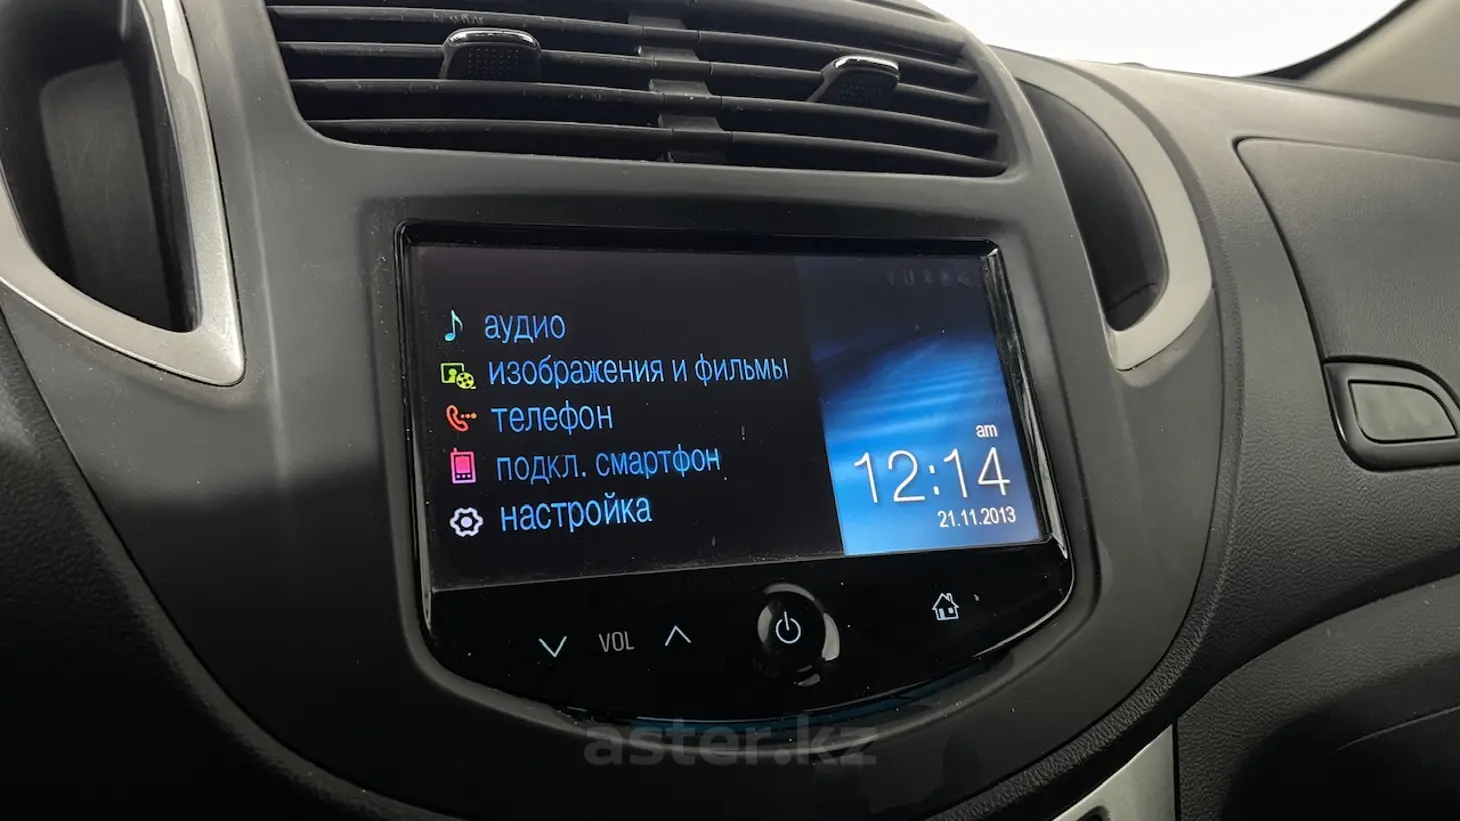 аудио
изображения и фильмы
телефон
подкл. смартфон
настройка
am
12:14
21.11.2013
VOL
aster.kz